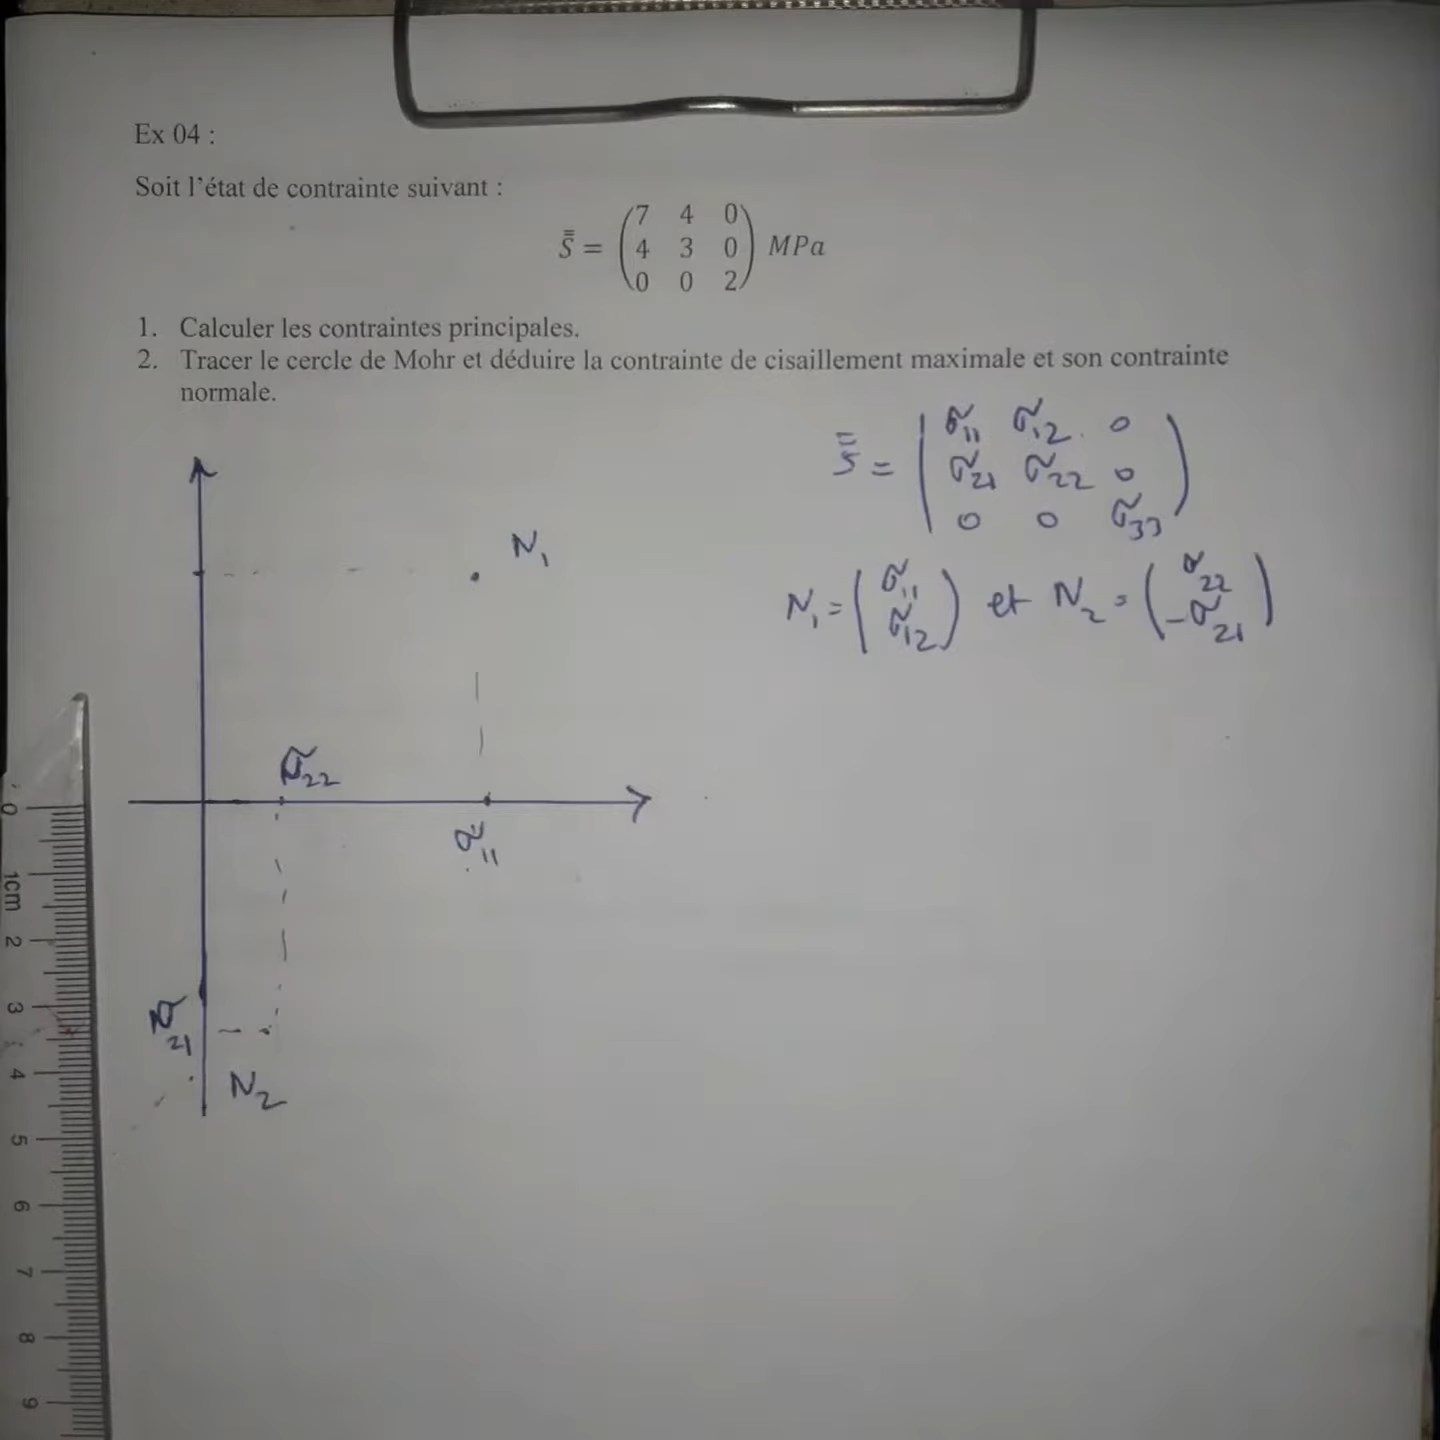 Ex 04 :
Soit l'état de contrainte suivant :
S̿ = (7 4 0
4 3 0
0 0 2) MPa
1. Calculer les contraintes principales.
2. Tracer le cercle de Mohr et déduire la contrainte de cisaillement maximale et son contrainte
normale.
S̿ = (σ11 σ12 0
σ21 σ22 0
0 0 σ33)
N1 = (σ11
σ12) et N2 = (σ22
-σ21)
N1
σ22
σ11
σ21
N2
0
1cm
2
3
4
5
6
7
8
9